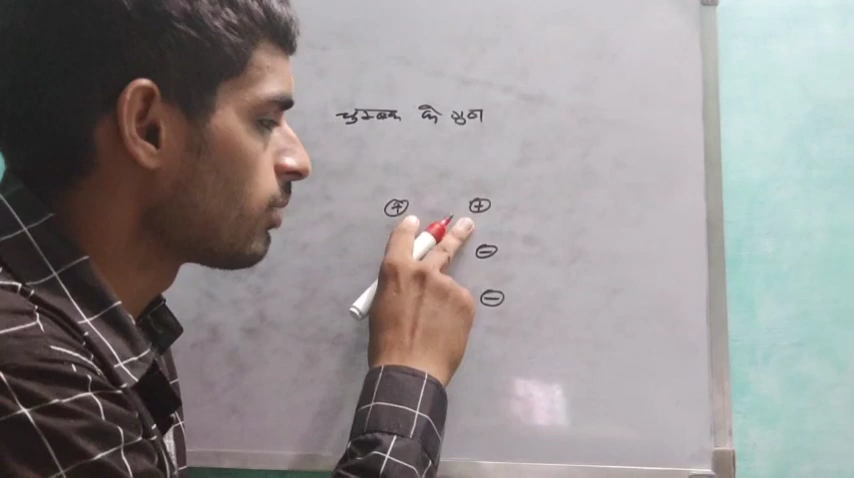 चुम्बक के गुन
+ +
-
-